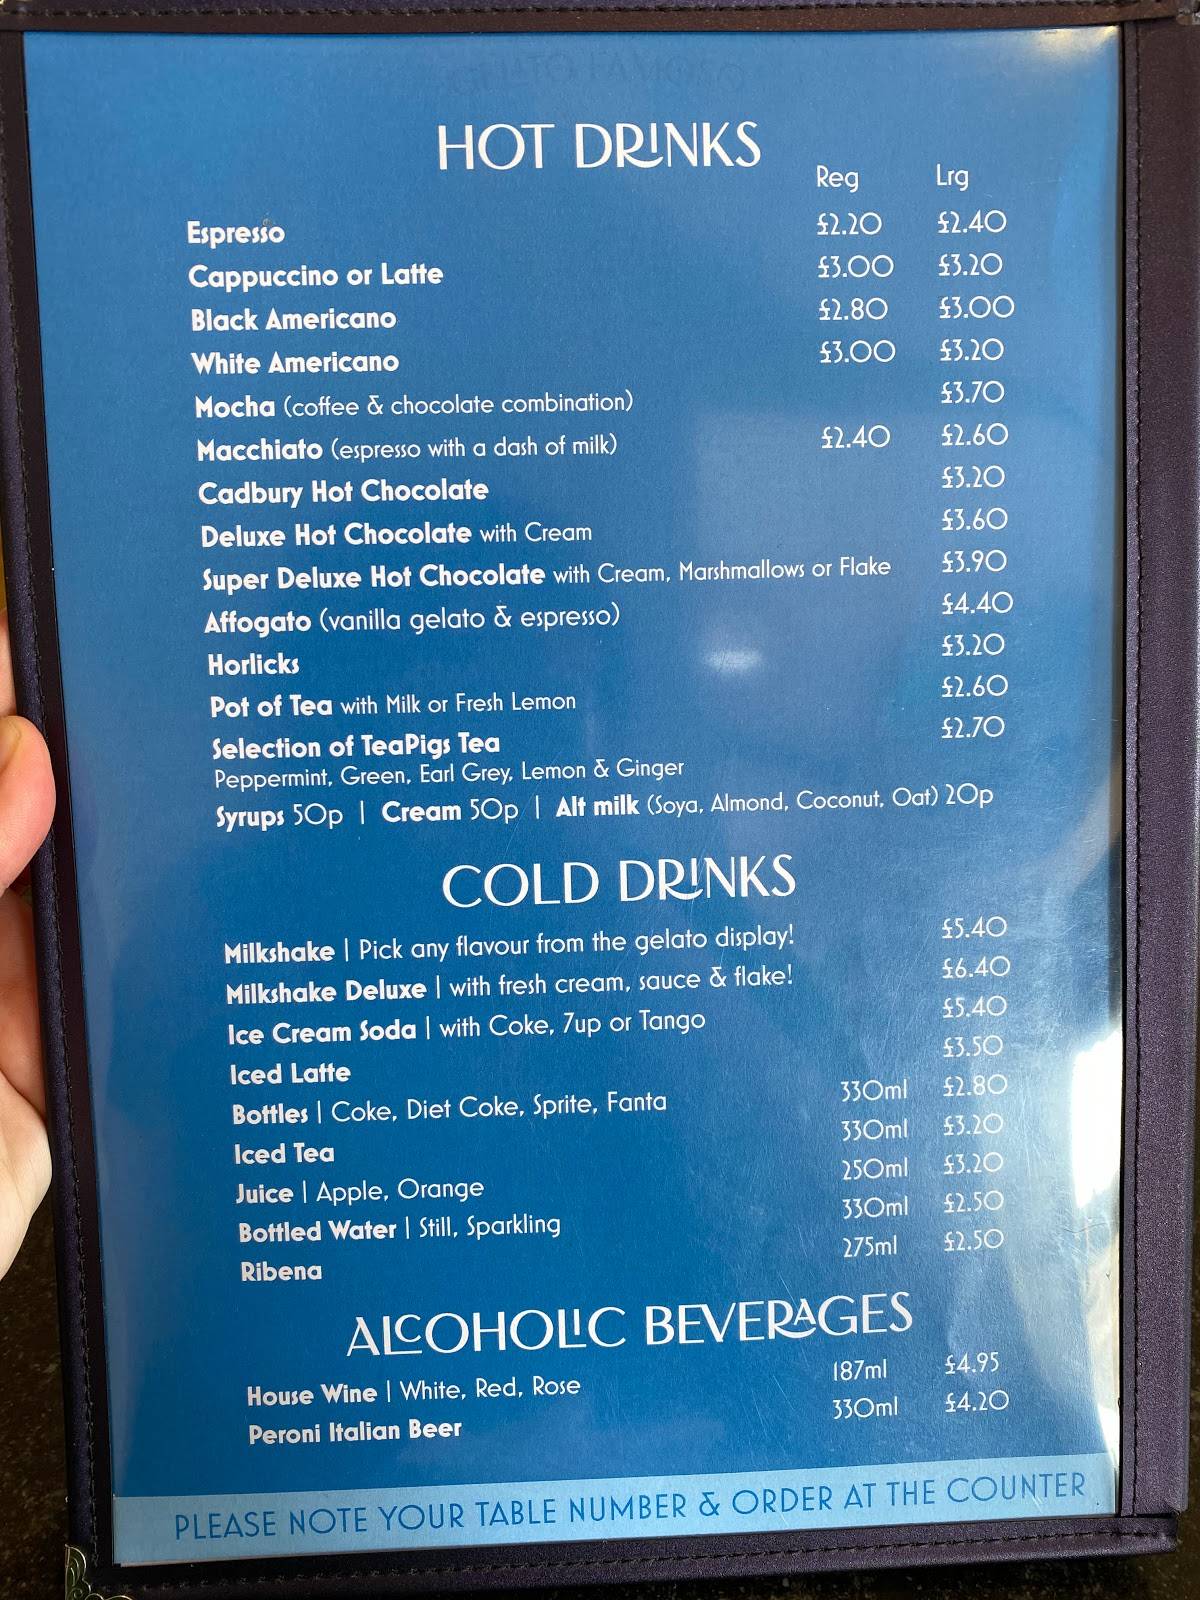 HOT DRINKS
Reg Lrg
Espresso £2.20 £2.40
Cappuccino or Latte £3.00 £3.20
Black Americano £2.80 £3.00
White Americano £3.00 £3.20
Mocha (coffee & chocolate combination) £3.70
Macchiato (espresso with a dash of milk) £2.40 £2.60
Cadbury Hot Chocolate £3.20
Deluxe Hot Chocolate with Cream £3.60
Super Deluxe Hot Chocolate with Cream, Marshmallows or Flake £3.90
Affogato (vanilla gelato & espresso) £4.40
Horlicks £3.20
Pot of Tea with Milk or Fresh Lemon £2.60
Selection of TeaPigs Tea £2.70
Peppermint, Green, Earl Grey, Lemon & Ginger
Syrups 50p | Cream 50p | Alt milk (Soya, Almond, Coconut, Oat) 20p
COLD DRINKS
Milkshake | Pick any flavour from the gelato display! £5.40
Milkshake Deluxe | with fresh cream, sauce & flake! £6.40
Ice Cream Soda | with Coke, 7up or Tango £5.40
Iced Latte £3.50
Bottles | Coke, Diet Coke, Sprite, Fanta 330ml £2.80
Iced Tea 330ml £3.20
Juice | Apple, Orange 250ml £3.20
Bottled Water | Still, Sparkling 330ml £2.50
Ribena 275ml £2.50
ALCOHOLIC BEVERAGES
House Wine | White, Red, Rose 187ml £4.95
Peroni Italian Beer 330ml £4.20
PLEASE NOTE YOUR TABLE NUMBER & ORDER AT THE COUNTER